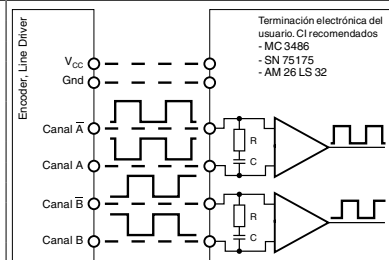 Encoder, Line Driver
Terminación electrónica del
usuario. CI recomendados
- MC 3486
- SN 75175
- AM 26 LS 32
VCC
Gnd
Canal A̅
Canal A
R
C
Canal B̅
Canal B
R
C